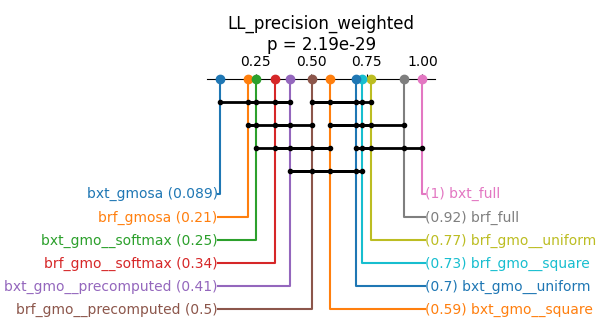 LL_precision_weighted
p = 2.19e-29
0.25 0.50 0.75 1.00
bxt_gmosa (0.089) (1) bxt_full
brf_gmosa (0.21) (0.92) brf_full
bxt_gmo__softmax (0.25) (0.77) brf_gmo__uniform
brf_gmo__softmax (0.34) (0.73) brf_gmo__square
bxt_gmo__precomputed (0.41) (0.7) bxt_gmo__uniform
brf_gmo__precomputed (0.5) (0.59) bxt_gmo__square